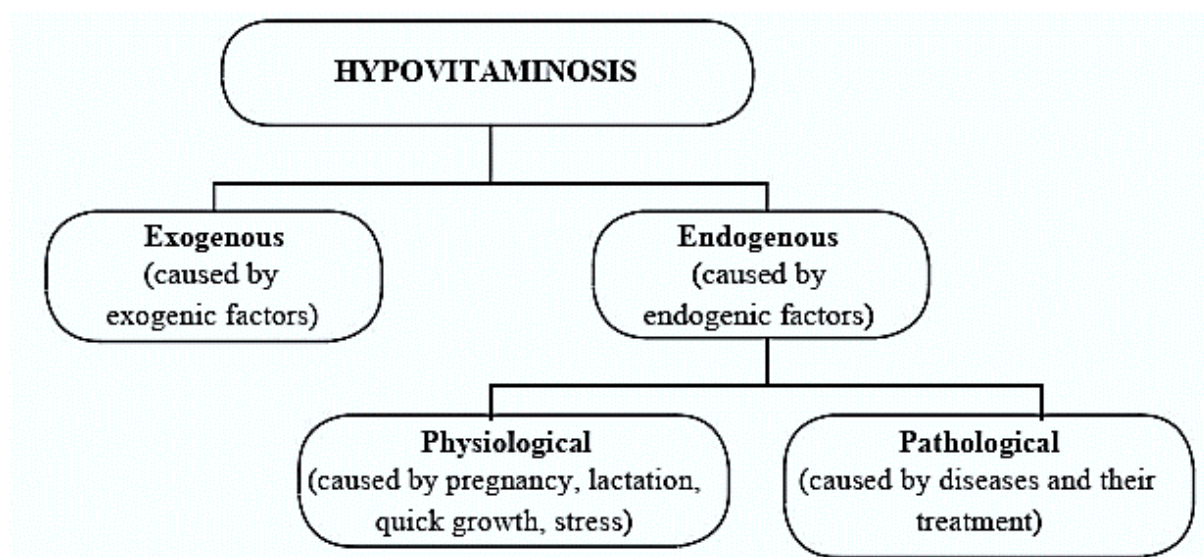 HYPOVITAMINOSIS
Exogenous
(caused by
exogenic factors)
Endogenous
(caused by
endogenic factors)
Physiological
(caused by pregnancy, lactation,
quick growth, stress)
Pathological
(caused by diseases and their
treatment)